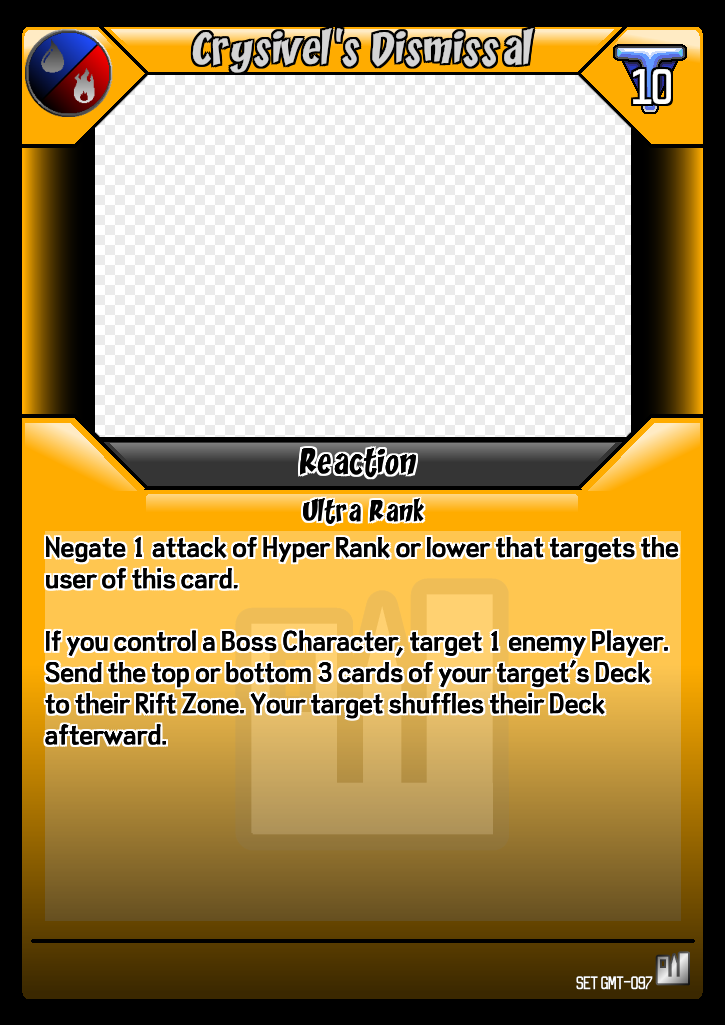 Crysivel's Dismissal
10
Reaction
Ultra Rank
Negate 1 attack of Hyper Rank or lower that targets the
user of this card.
If you control a Boss Character, target 1 enemy Player.
Send the top or bottom 3 cards of your target's Deck
to their Rift Zone. Your target shuffles their Deck
afterward.
SET GMT-097